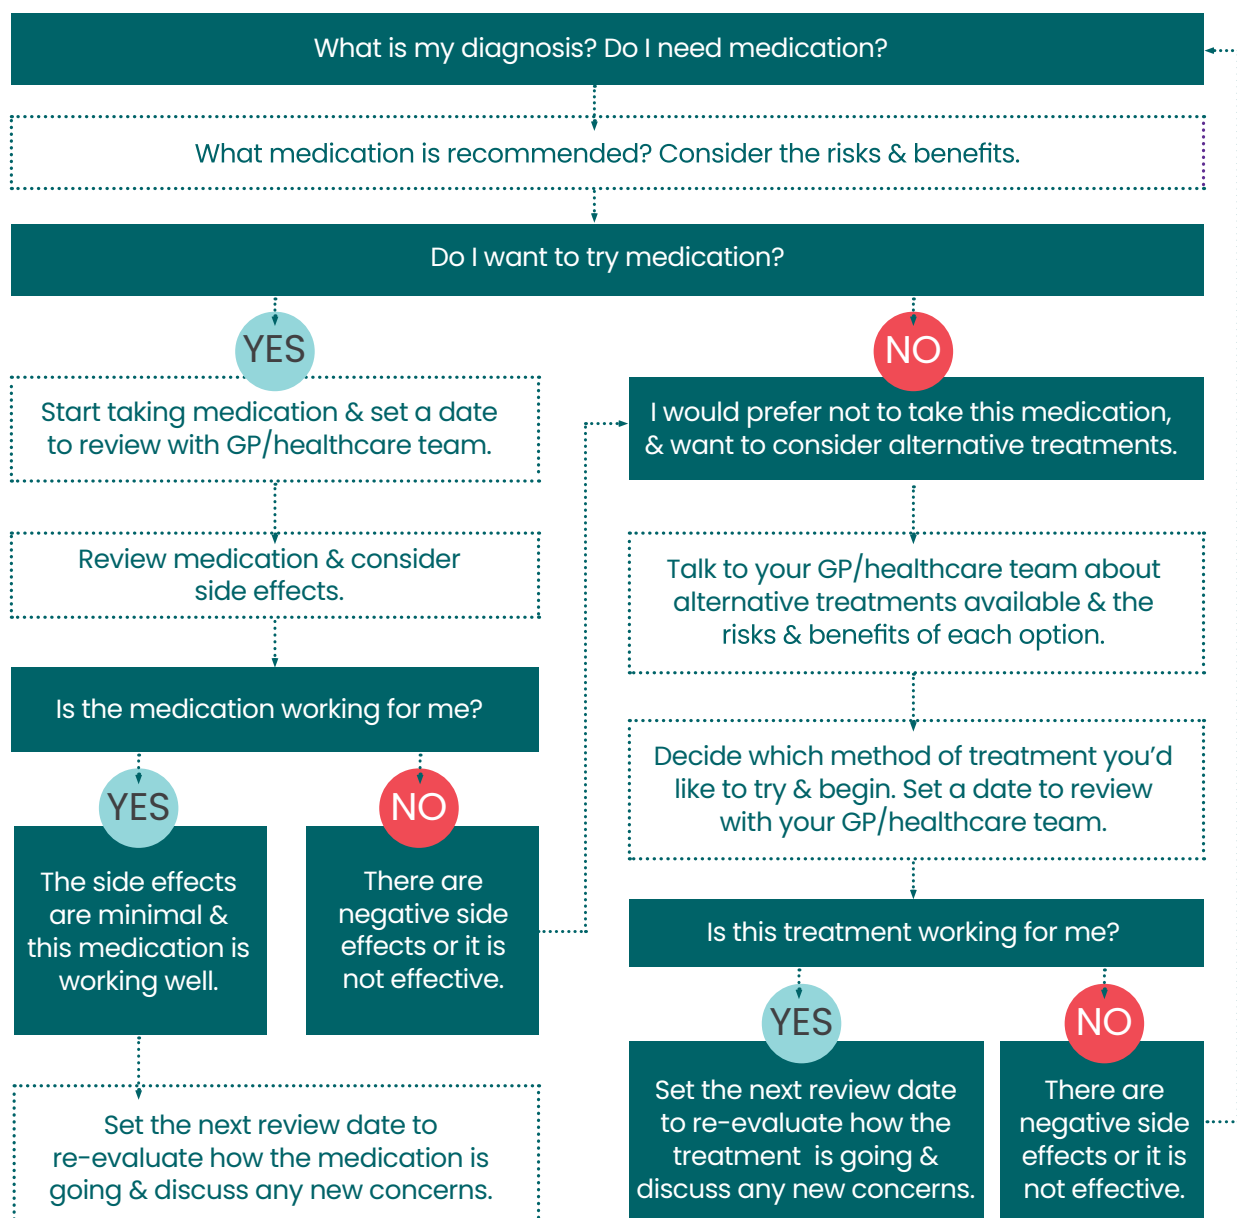 What is my diagnosis? Do I need medication?
What medication is recommended? Consider the risks & benefits.
Do I want to try medication?
YES
Start taking medication & set a date
to review with GP/healthcare team.
Review medication & consider
side effects.
Is the medication working for me?
YES
The side effects
are minimal &
this medication is
working well.
Set the next review date to
re-evaluate how the medication is
going & discuss any new concerns.
NO
There are
negative side
effects or it is
not effective.
NO
I would prefer not to take this medication,
& want to consider alternative treatments.
Talk to your GP/healthcare team about
alternative treatments available & the
risks & benefits of each option.
Decide which method of treatment you’d
like to try & begin. Set a date to review
with your GP/healthcare team.
Is this treatment working for me?
YES
Set the next review date
to re-evaluate how the
treatment  is going &
discuss any new concerns.
NO
There are
negative side
effects or it is
not effective.